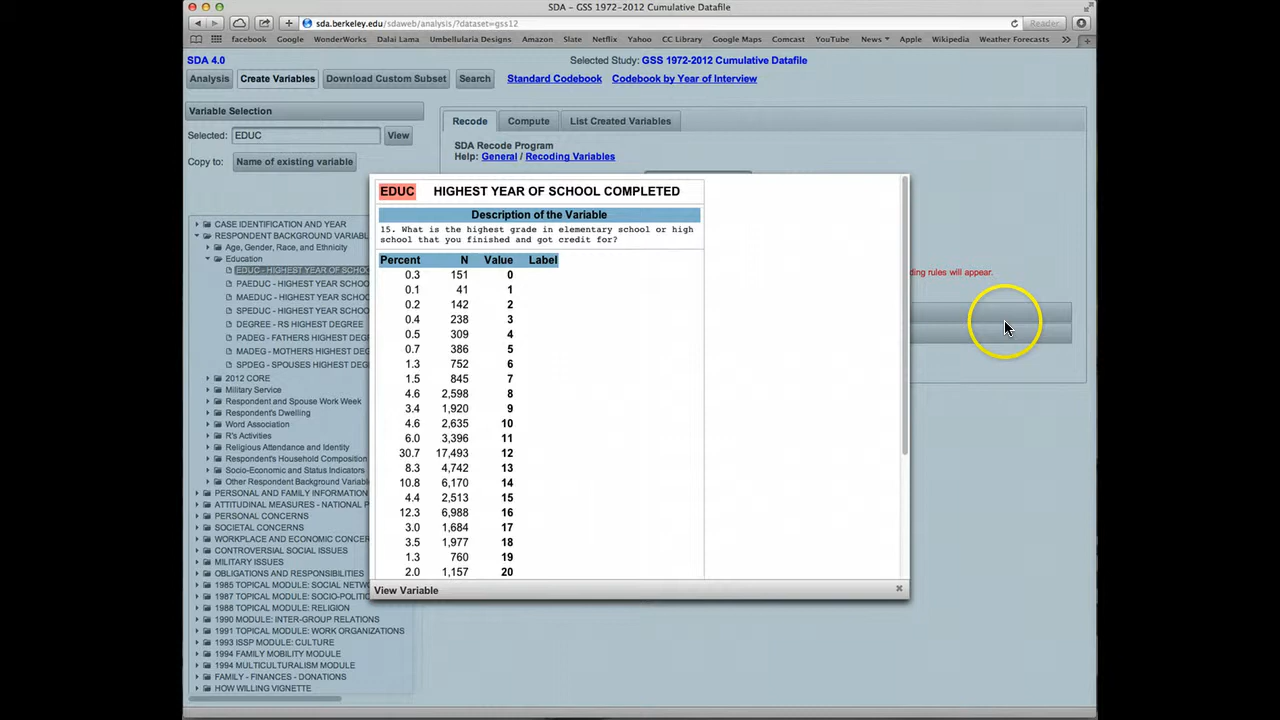 SDA - GSS 1972-2012 Cumulative Datafile
sda.berkeley.edu/sdaweb/analysis/?dataset=gss12
Reader
facebook Google WonderWorks Dalai Lama Umbellularia Designs Amazon Slate Netflix Yahoo CC Library Google Maps Comcast YouTube News Apple Wikipedia Weather Forecasts
SDA 4.0
Selected Study: GSS 1972-2012 Cumulative Datafile
Analysis Create Variables Download Custom Subset Search Standard Codebook Codebook by Year of Interview
Variable Selection
Selected: EDUC View
Copy to: Name of existing variable
CASE IDENTIFICATION AND YEAR
RESPONDENT BACKGROUND VARIABL
Age, Gender, Race, and Ethnicity
Education
EDUC - HIGHEST YEAR OF SCHOO
PAEDUC - HIGHEST YEAR SCHOO
MAEDUC - HIGHEST YEAR SCHOO
SPEDUC - HIGHEST YEAR SCHOO
DEGREE - RS HIGHEST DEGREE
PADEG - FATHERS HIGHEST DEG
MADEG - MOTHERS HIGHEST DEG
SPDEG - SPOUSES HIGHEST DEG
2012 CORE
Military Service
Respondent and Spouse Work Week
Respondent's Dwelling
Word Association
R's Activities
Religious Attendance and Identity
Respondent's Household Composition
Socio-Economic and Status Indicators
Other Respondent Background Variab
PERSONAL AND FAMILY INFORMATION
ATTITUDINAL MEASURES - NATIONAL P
PERSONAL CONCERNS
SOCIETAL CONCERNS
WORKPLACE AND ECONOMIC CONCER
CONTROVERSIAL SOCIAL ISSUES
MILITARY ISSUES
OBLIGATIONS AND RESPONSIBILITIES
1985 TOPICAL MODULE: SOCIAL NETW
1987 TOPICAL MODULE: SOCIO-POLITI
1988 TOPICAL MODULE: RELIGION
1990 MODULE: INTER-GROUP RELATIONS
1991 TOPICAL MODULE: WORK ORGANIZATIONS
1993 ISSP MODULE: CULTURE
1994 FAMILY MOBILITY MODULE
1994 MULTICULTURALISM MODULE
FAMILY - FINANCES - DONATIONS
HOW WILLING VIGNETTE
Recode Compute List Created Variables
SDA Recode Program
Help: General / Recoding Variables
ding rules will appear.
EDUC HIGHEST YEAR OF SCHOOL COMPLETED
Description of the Variable
15. What is the highest grade in elementary school or high
school that you finished and got credit for?
Percent N Value Label
0.3 151 0
0.1 41 1
0.2 142 2
0.4 238 3
0.5 309 4
0.7 386 5
1.3 752 6
1.5 845 7
4.6 2,598 8
3.4 1,920 9
4.6 2,635 10
6.0 3,396 11
30.7 17,493 12
8.3 4,742 13
10.8 6,170 14
4.4 2,513 15
12.3 6,988 16
3.0 1,684 17
3.5 1,977 18
1.3 760 19
2.0 1,157 20
View Variable